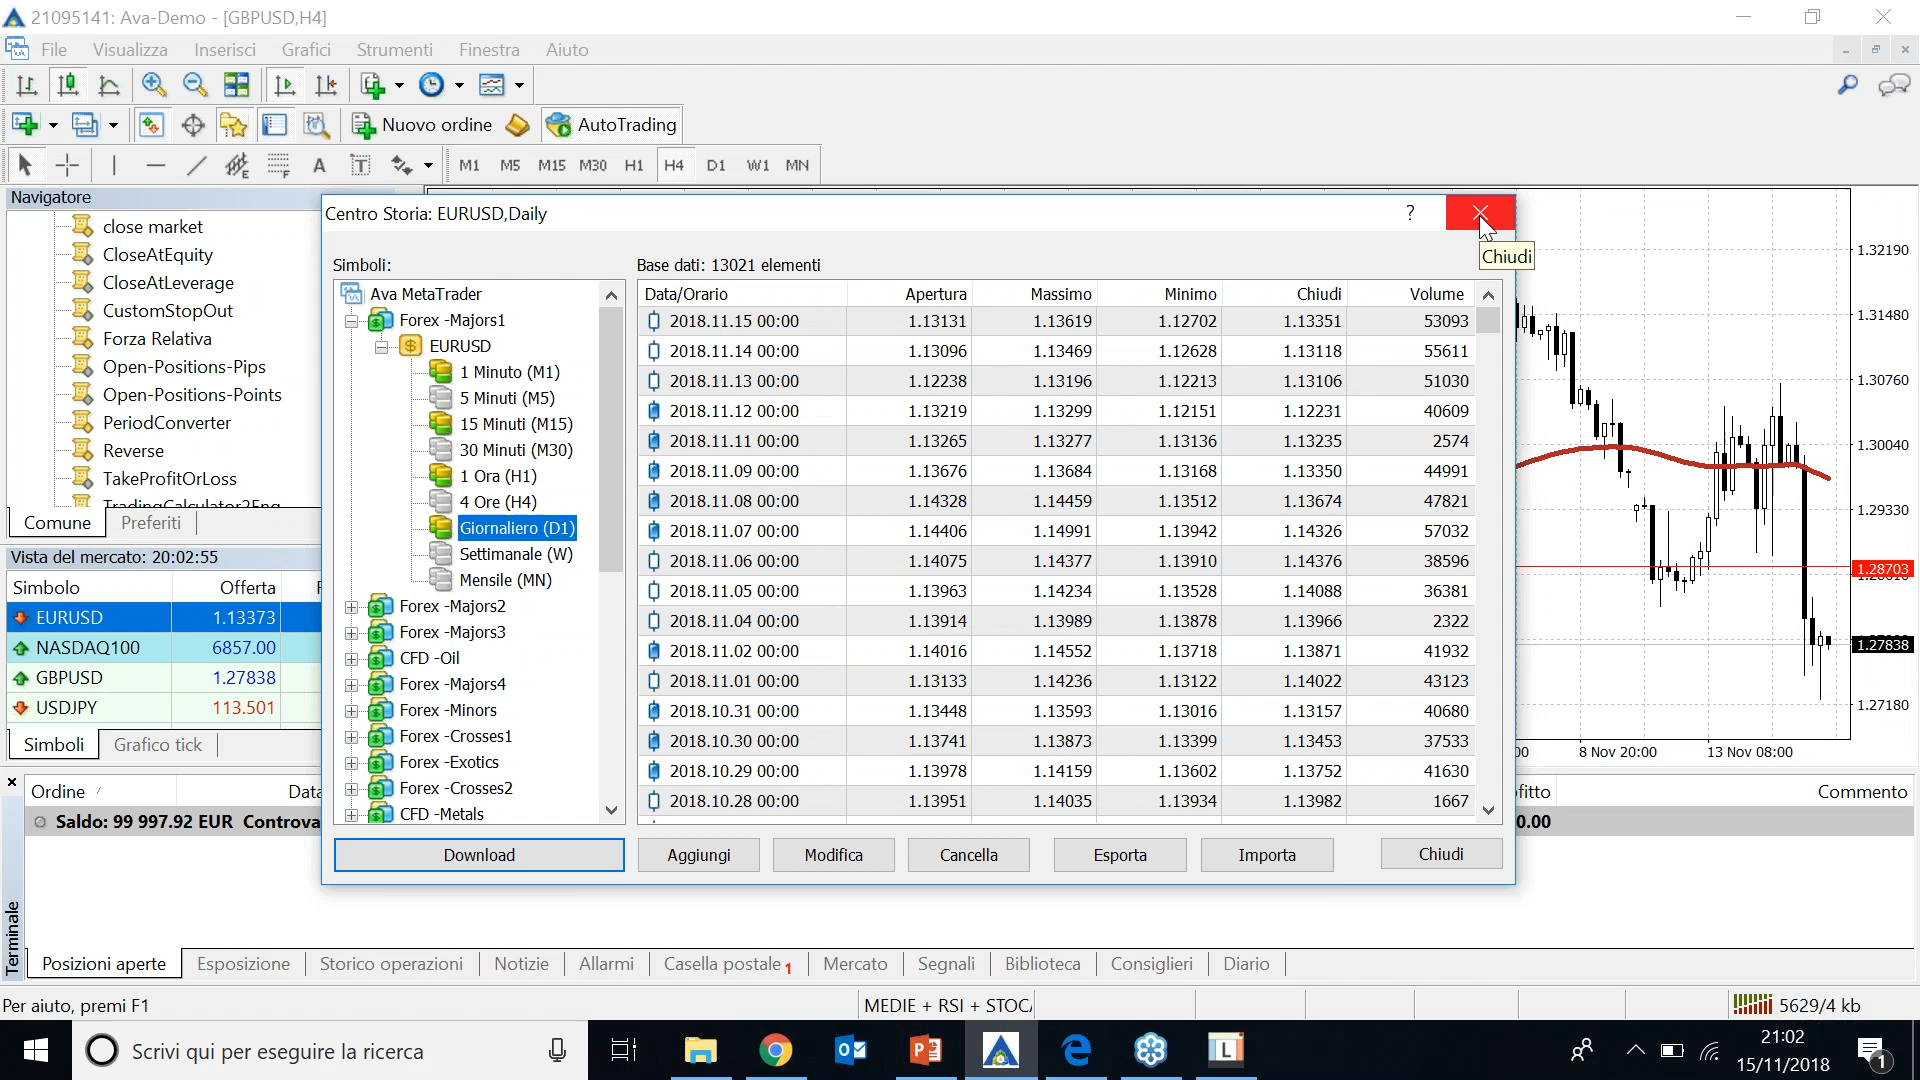 21095141: Ava-Demo - [GBPUSD,H4]
File Visualizza Inserisci Grafici Strumenti Finestra Aiuto
Nuovo ordine AutoTrading
A T M1 M5 M15 M30 H1 H4 D1 W1 MN
Navigatore
close market
CloseAtEquity
CloseAtLeverage
CustomStopOut
Forza Relativa
Open-Positions-Pips
Open-Positions-Points
PeriodConverter
Reverse
TakeProfitOrLoss
TradingCalculator2Eng
Comune Preferiti
Vista del mercato: 20:02:55
Simbolo Offerta
EURUSD 1.13373
NASDAQ100 6857.00
GBPUSD 1.27838
USDJPY 113.501
Simboli Grafico tick
Centro Storia: EURUSD,Daily ?
Chiudi
Simboli:
Ava MetaTrader
Forex -Majors1
EURUSD
1 Minuto (M1)
5 Minuti (M5)
15 Minuti (M15)
30 Minuti (M30)
1 Ora (H1)
4 Ore (H4)
Giornaliero (D1)
Settimanale (W)
Mensile (MN)
Forex -Majors2
Forex -Majors3
CFD -Oil
Forex -Majors4
Forex -Minors
Forex -Crosses1
Forex -Exotics
Forex -Crosses2
CFD -Metals
Base dati: 13021 elementi
Data/Orario Apertura Massimo Minimo Chiudi Volume
2018.11.15 00:00 1.13131 1.13619 1.12702 1.13351 53093
2018.11.14 00:00 1.13096 1.13469 1.12628 1.13118 55611
2018.11.13 00:00 1.12238 1.13196 1.12213 1.13106 51030
2018.11.12 00:00 1.13219 1.13299 1.12151 1.12231 40609
2018.11.11 00:00 1.13265 1.13277 1.13136 1.13235 2574
2018.11.09 00:00 1.13676 1.13684 1.13168 1.13350 44991
2018.11.08 00:00 1.14328 1.14459 1.13512 1.13674 47821
2018.11.07 00:00 1.14406 1.14991 1.13942 1.14326 57032
2018.11.06 00:00 1.14075 1.14377 1.13910 1.14376 38596
2018.11.05 00:00 1.13963 1.14234 1.13528 1.14088 36381
2018.11.04 00:00 1.13914 1.13989 1.13878 1.13966 2322
2018.11.02 00:00 1.14016 1.14552 1.13718 1.13871 41932
2018.11.01 00:00 1.13133 1.14236 1.13122 1.14022 43123
2018.10.31 00:00 1.13448 1.13593 1.13016 1.13157 40680
2018.10.30 00:00 1.13741 1.13873 1.13399 1.13453 37533
2018.10.29 00:00 1.13978 1.14159 1.13602 1.13752 41630
2018.10.28 00:00 1.13951 1.14035 1.13934 1.13982 1667
Download Aggiungi Modifica Cancella Esporta Importa Chiudi
1.32190
1.31480
1.30760
1.30040
1.29330
1.28703
1.27838
1.27180
00 8 Nov 20:00 13 Nov 08:00
Ordine / Data fitto Commento
Saldo: 99 997.92 EUR Controva 0.00
Terminale
Posizioni aperte Esposizione Storico operazioni Notizie Allarmi Casella postale 1 Mercato Segnali Biblioteca Consiglieri Diario
Per aiuto, premi F1 MEDIE + RSI + STOC 5629/4 kb
Scrivi qui per eseguire la ricerca
21:02
15/11/2018
1